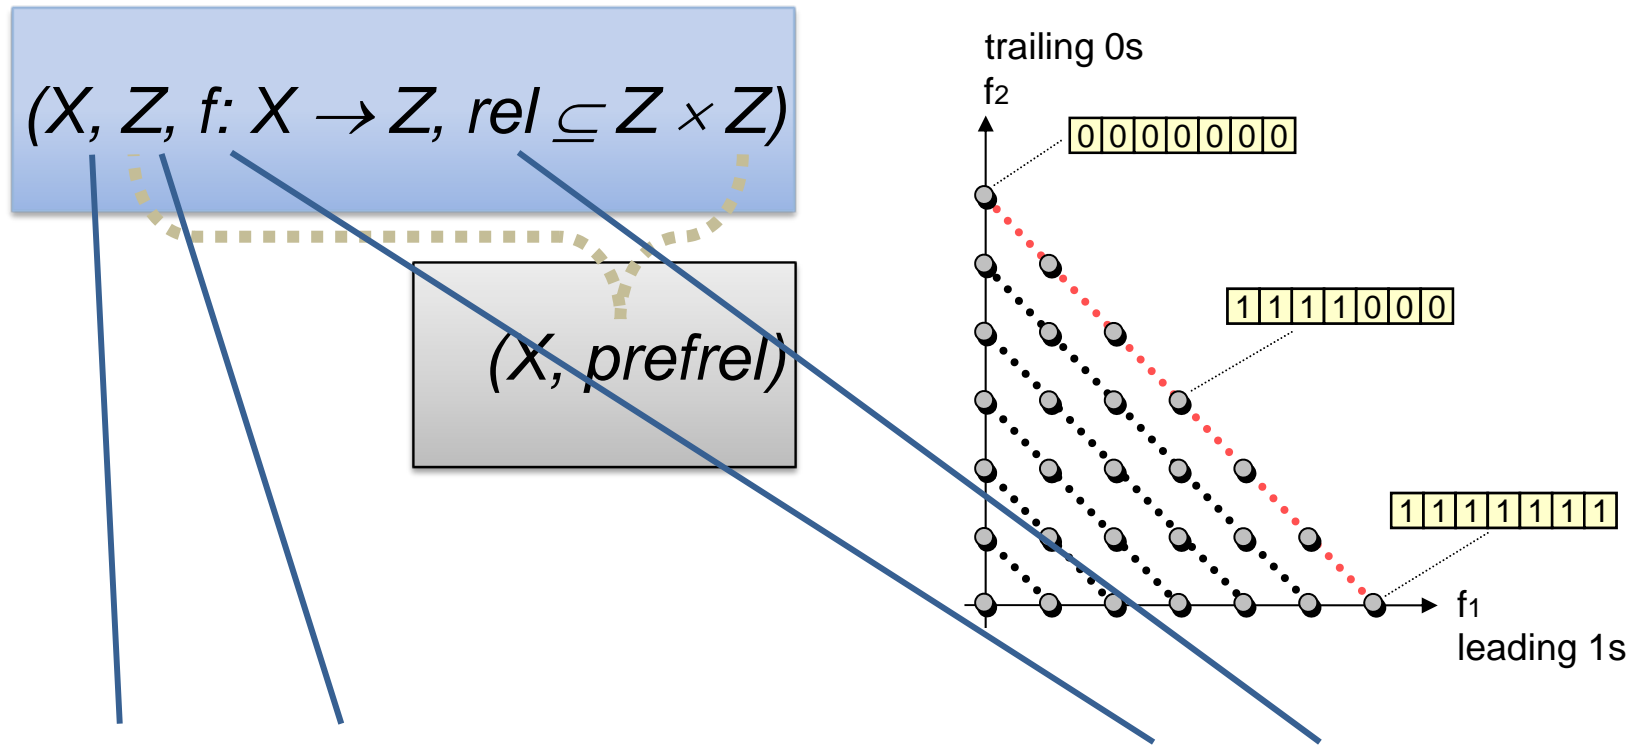 (X, Z, f: X → Z, rel ⊆ Z × Z)
(X, prefrel)
trailing 0s
f2
0 0 0 0 0 0 0
1 1 1 1 0 0 0
1 1 1 1 1 1 1
f1
leading 1s